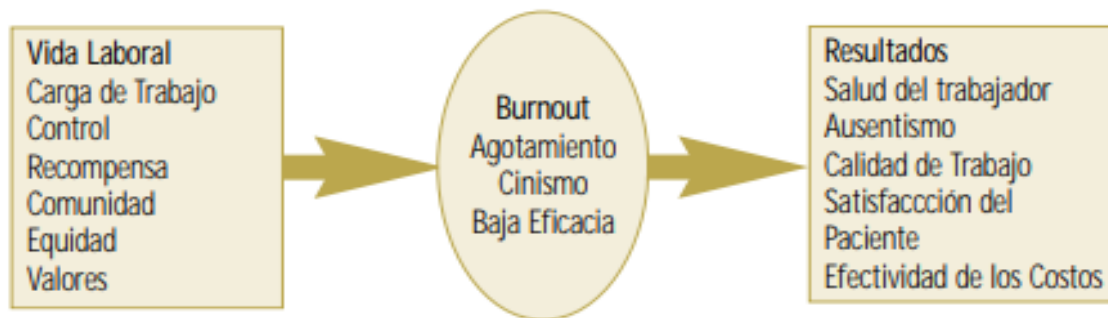 Vida Laboral
Carga de Trabajo
Control
Recompensa
Comunidad
Equidad
Valores
Burnout
Agotamiento
Cinismo
Baja Eficacia
Resultados
Salud del trabajador
Ausentismo
Calidad de Trabajo
Satisfaccción del
Paciente
Efectividad de los Costos